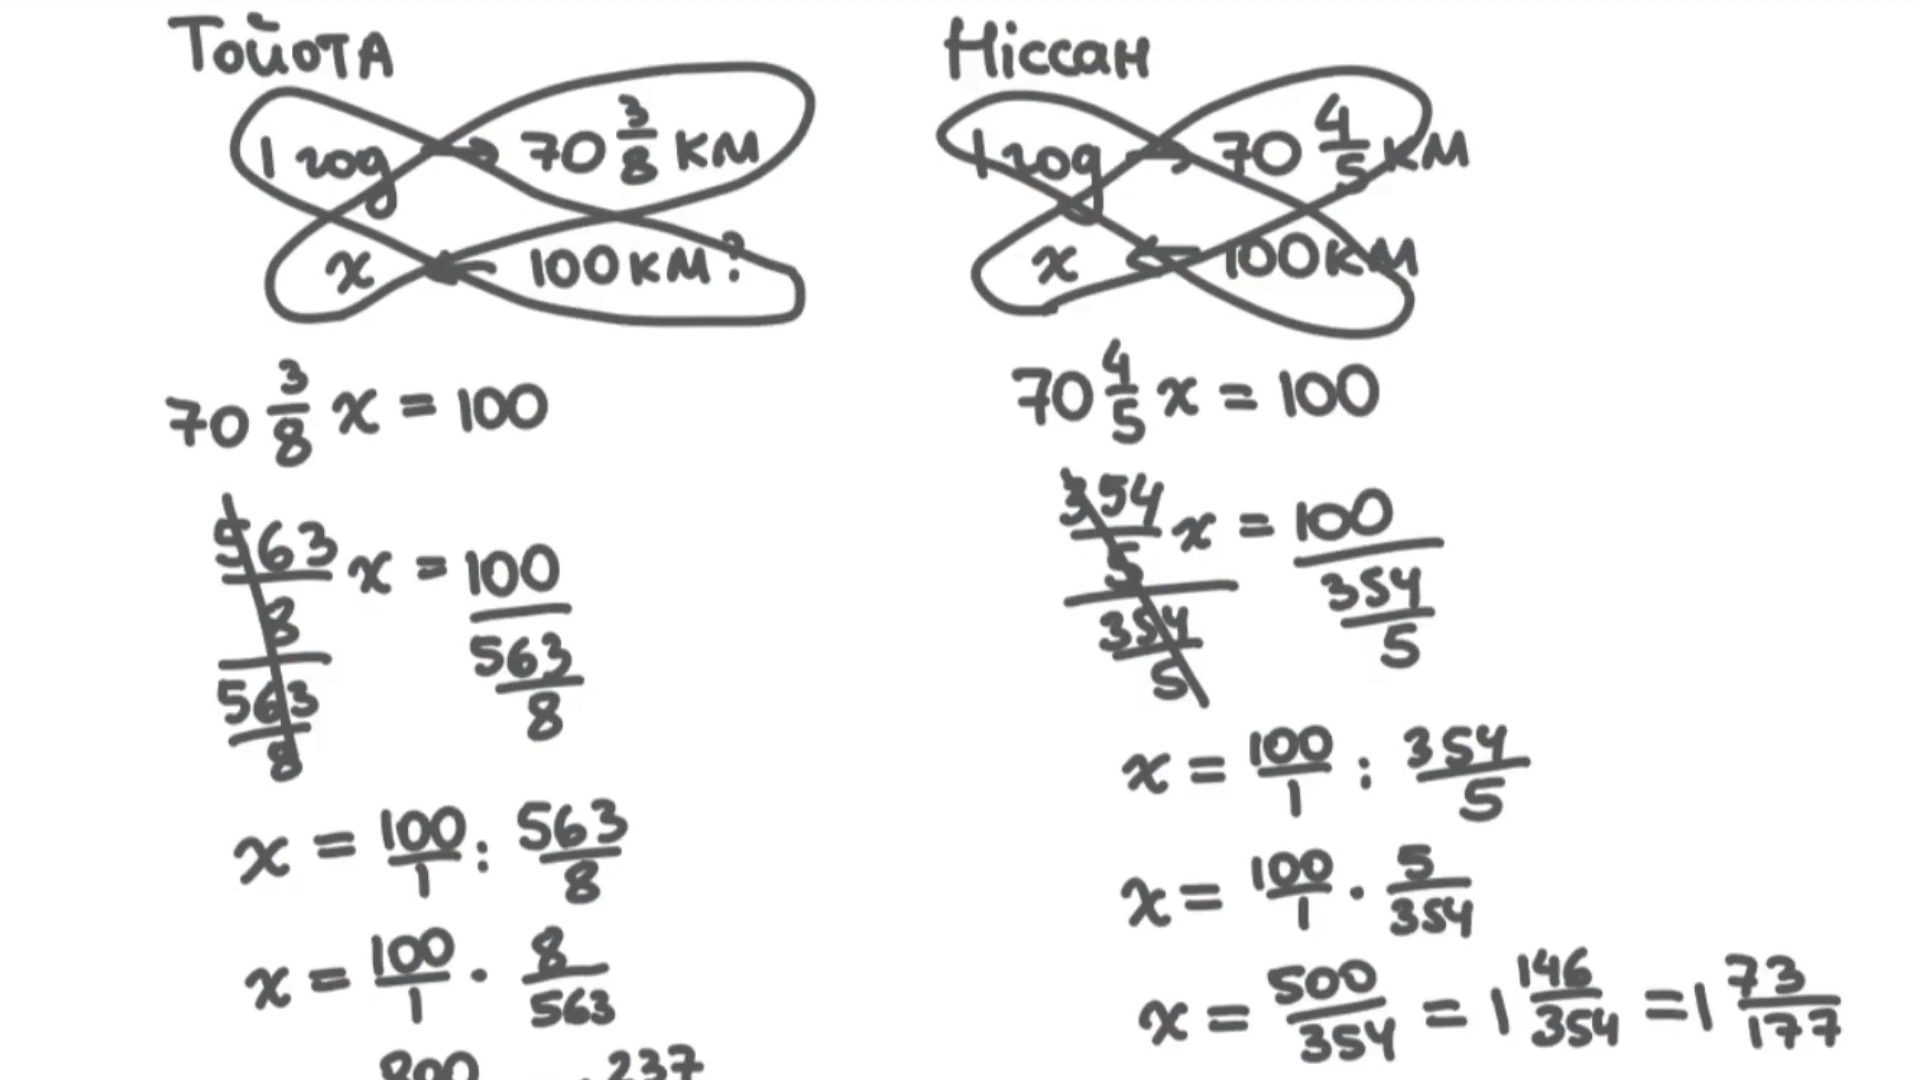 Тойота
1 год → 70 3/8 км
x ← 100 км?
70 3/8 x = 100
563/8 x / 563/8 = 100 / 563/8
x = 100/1 : 563/8
x = 100/1 · 8/563
800 237
Ніссан
1 год → 70 4/5 км
x ← 100 км
70 4/5 x = 100
354/5 x / 354/5 = 100 / 354/5
x = 100/1 : 354/5
x = 100/1 · 5/354
x = 500/354 = 1 146/354 = 1 73/177